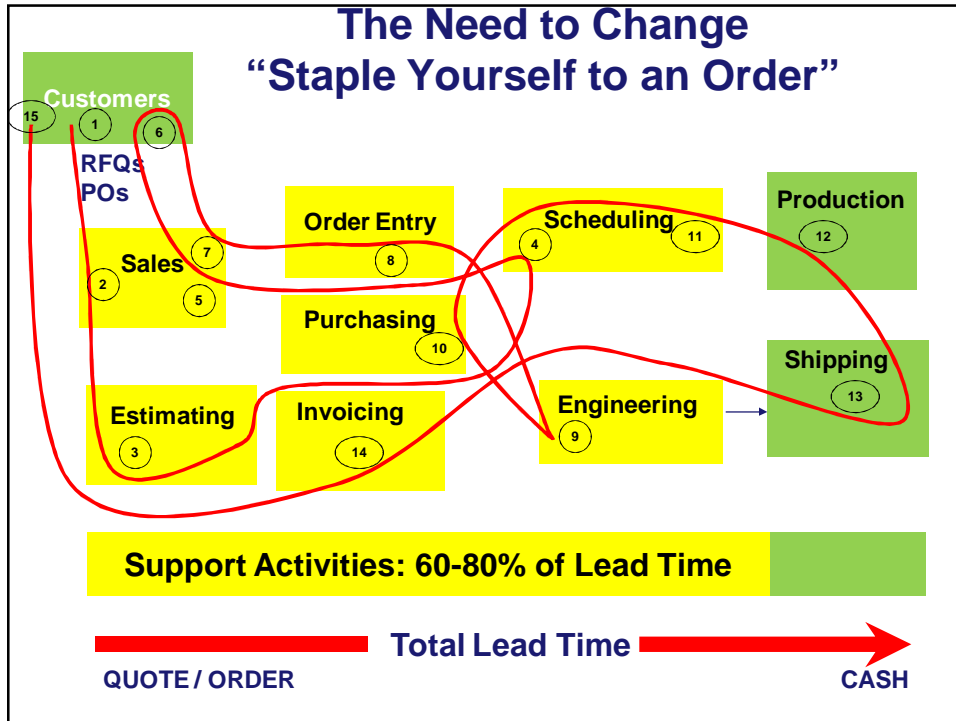 The Need to Change
“Staple Yourself to an Order”
Customers
15
1
6
RFQs
POs
Order Entry
8
Scheduling
4
11
Production
12
Sales
7
2
5
Purchasing
10
Shipping
13
Estimating
3
Invoicing
14
Engineering
9
Support Activities: 60-80% of Lead Time
Total Lead Time
QUOTE / ORDER
CASH